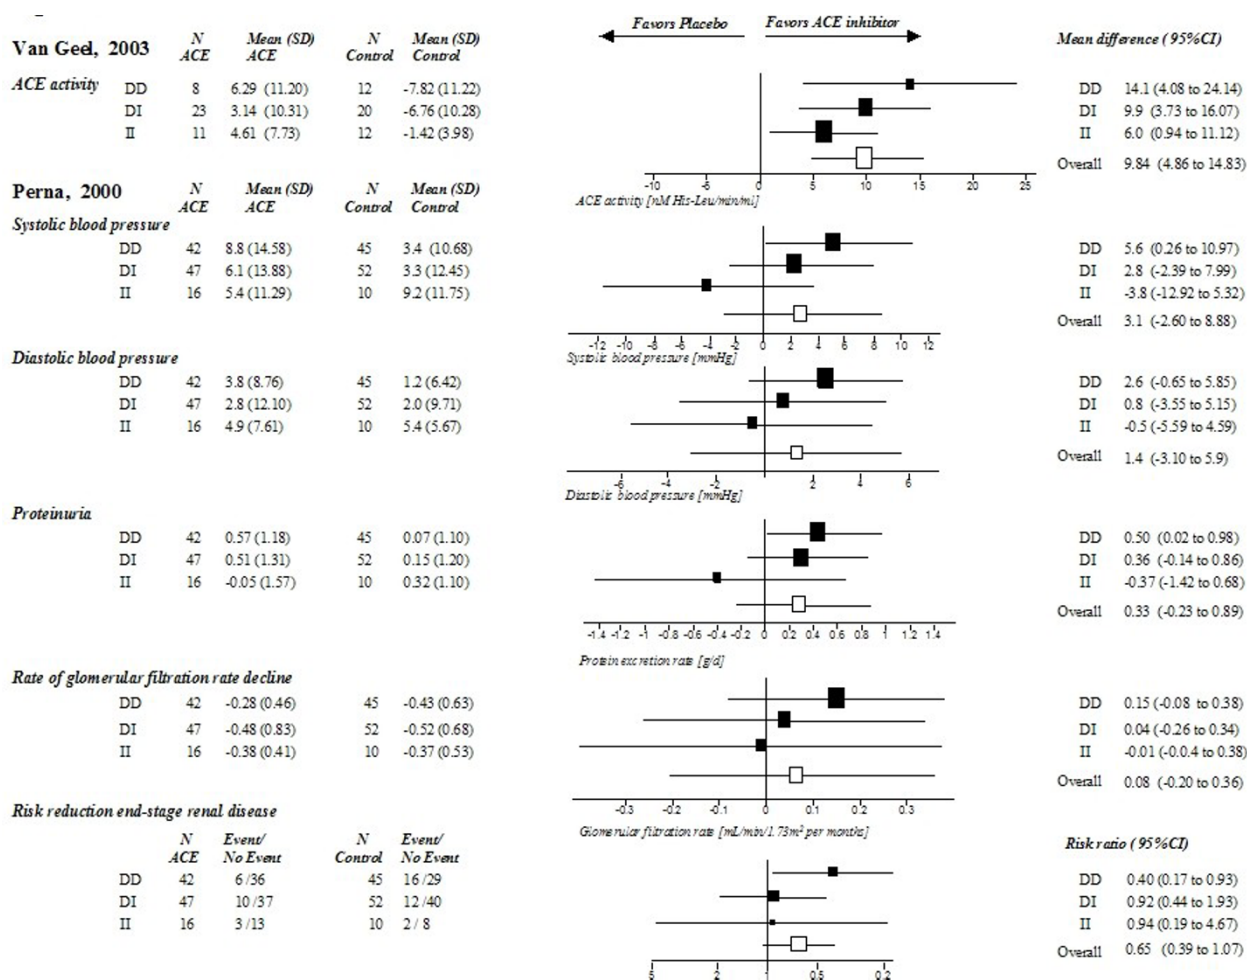 Favors Placebo Favors ACE inhibitor
Van Geel, 2003 N Mean (SD) N Mean (SD) Mean difference (95%CI)
ACE ACE Control Control
ACE activity DD 8 6.29 (11.20) 12 -7.82 (11.22) DD 14.1 (4.08 to 24.14)
DI 23 3.14 (10.31) 20 -6.76 (10.28) DI 9.9 (3.73 to 16.07)
II 11 4.61 (7.73) 12 -1.42 (3.98) II 6.0 (0.94 to 11.12)
Overall 9.84 (4.86 to 14.83)
-10 -5 0 5 10 15 20 25
ACE activity [nM His-Leu/min/ml]
Perna, 2000 N Mean (SD) N Mean (SD)
ACE ACE Control Control
Systolic blood pressure
DD 42 8.8 (14.58) 45 3.4 (10.68) DD 5.6 (0.26 to 10.97)
DI 47 6.1 (13.88) 52 3.3 (12.45) DI 2.8 (-2.39 to 7.99)
II 16 5.4 (11.29) 10 9.2 (11.75) II -3.8 (-12.92 to 5.32)
Overall 3.1 (-2.60 to 8.88)
-12 -10 -8 -6 -4 -2 0 2 4 6 8 10 12
Systolic blood pressure [mmHg]
Diastolic blood pressure
DD 42 3.8 (8.76) 45 1.2 (6.42) DD 2.6 (-0.65 to 5.85)
DI 47 2.8 (12.10) 52 2.0 (9.71) DI 0.8 (-3.55 to 5.15)
II 16 4.9 (7.61) 10 5.4 (5.67) II -0.5 (-5.59 to 4.59)
Overall 1.4 (-3.10 to 5.9)
-6 -4 -2 0 2 4 6
Diastolic blood pressure [mmHg]
Proteinuria
DD 42 0.57 (1.18) 45 0.07 (1.10) DD 0.50 (0.02 to 0.98)
DI 47 0.51 (1.31) 52 0.15 (1.20) DI 0.36 (-0.14 to 0.86)
II 16 -0.05 (1.57) 10 0.32 (1.10) II -0.37 (-1.42 to 0.68)
Overall 0.33 (-0.23 to 0.89)
-1.4 -1.2 -1 -0.8 -0.6 -0.4 -0.2 0 0.2 0.4 0.6 0.8 1 1.2 1.4
Protein excretion rate [g/d]
Rate of glomerular filtration rate decline
DD 42 -0.28 (0.46) 45 -0.43 (0.63) DD 0.15 (-0.08 to 0.38)
DI 47 -0.48 (0.83) 52 -0.52 (0.68) DI 0.04 (-0.26 to 0.34)
II 16 -0.38 (0.41) 10 -0.37 (0.53) II -0.01 (-0.0.4 to 0.38)
Overall 0.08 (-0.20 to 0.36)
-0.3 -0.2 -0.1 0 0.1 0.2 0.3
Glomerular filtration rate [mL/min/1.73m² per months]
Risk reduction end-stage renal disease
N Event/ N Event/ Risk ratio (95%CI)
ACE No Event Control No Event
DD 42 6/36 45 16/29 DD 0.40 (0.17 to 0.93)
DI 47 10/37 52 12/40 DI 0.92 (0.44 to 1.93)
II 16 3/13 10 2/8 II 0.94 (0.19 to 4.67)
Overall 0.65 (0.39 to 1.07)
5 2 1 0.5 0.2